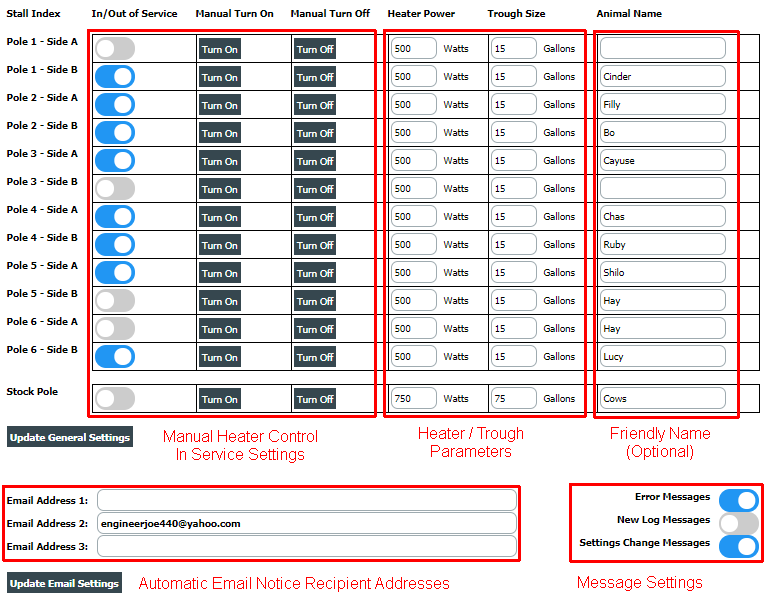 Stall Index In/Out of Service Manual Turn On Manual Turn Off Heater Power Trough Size Animal Name
Pole 1 - Side A Turn On Turn Off 500 Watts 15 Gallons
Pole 1 - Side B Turn On Turn Off 500 Watts 15 Gallons Cinder
Pole 2 - Side A Turn On Turn Off 500 Watts 15 Gallons Filly
Pole 2 - Side B Turn On Turn Off 500 Watts 15 Gallons Bo
Pole 3 - Side A Turn On Turn Off 500 Watts 15 Gallons Cayuse
Pole 3 - Side B Turn On Turn Off 500 Watts 15 Gallons
Pole 4 - Side A Turn On Turn Off 500 Watts 15 Gallons Chas
Pole 4 - Side B Turn On Turn Off 500 Watts 15 Gallons Ruby
Pole 5 - Side A Turn On Turn Off 500 Watts 15 Gallons Shilo
Pole 5 - Side B Turn On Turn Off 500 Watts 15 Gallons Hay
Pole 6 - Side A Turn On Turn Off 500 Watts 15 Gallons Hay
Pole 6 - Side B Turn On Turn Off 500 Watts 15 Gallons Lucy
Stock Pole Turn On Turn Off 750 Watts 75 Gallons Cows
Update General Settings
Manual Heater Control
In Service Settings
Heater / Trough
Parameters
Friendly Name
(Optional)
Email Address 1:
Email Address 2: engineerjoe440@yahoo.com
Email Address 3:
Error Messages
New Log Messages
Settings Change Messages
Update Email Settings
Automatic Email Notice Recipient Addresses
Message Settings